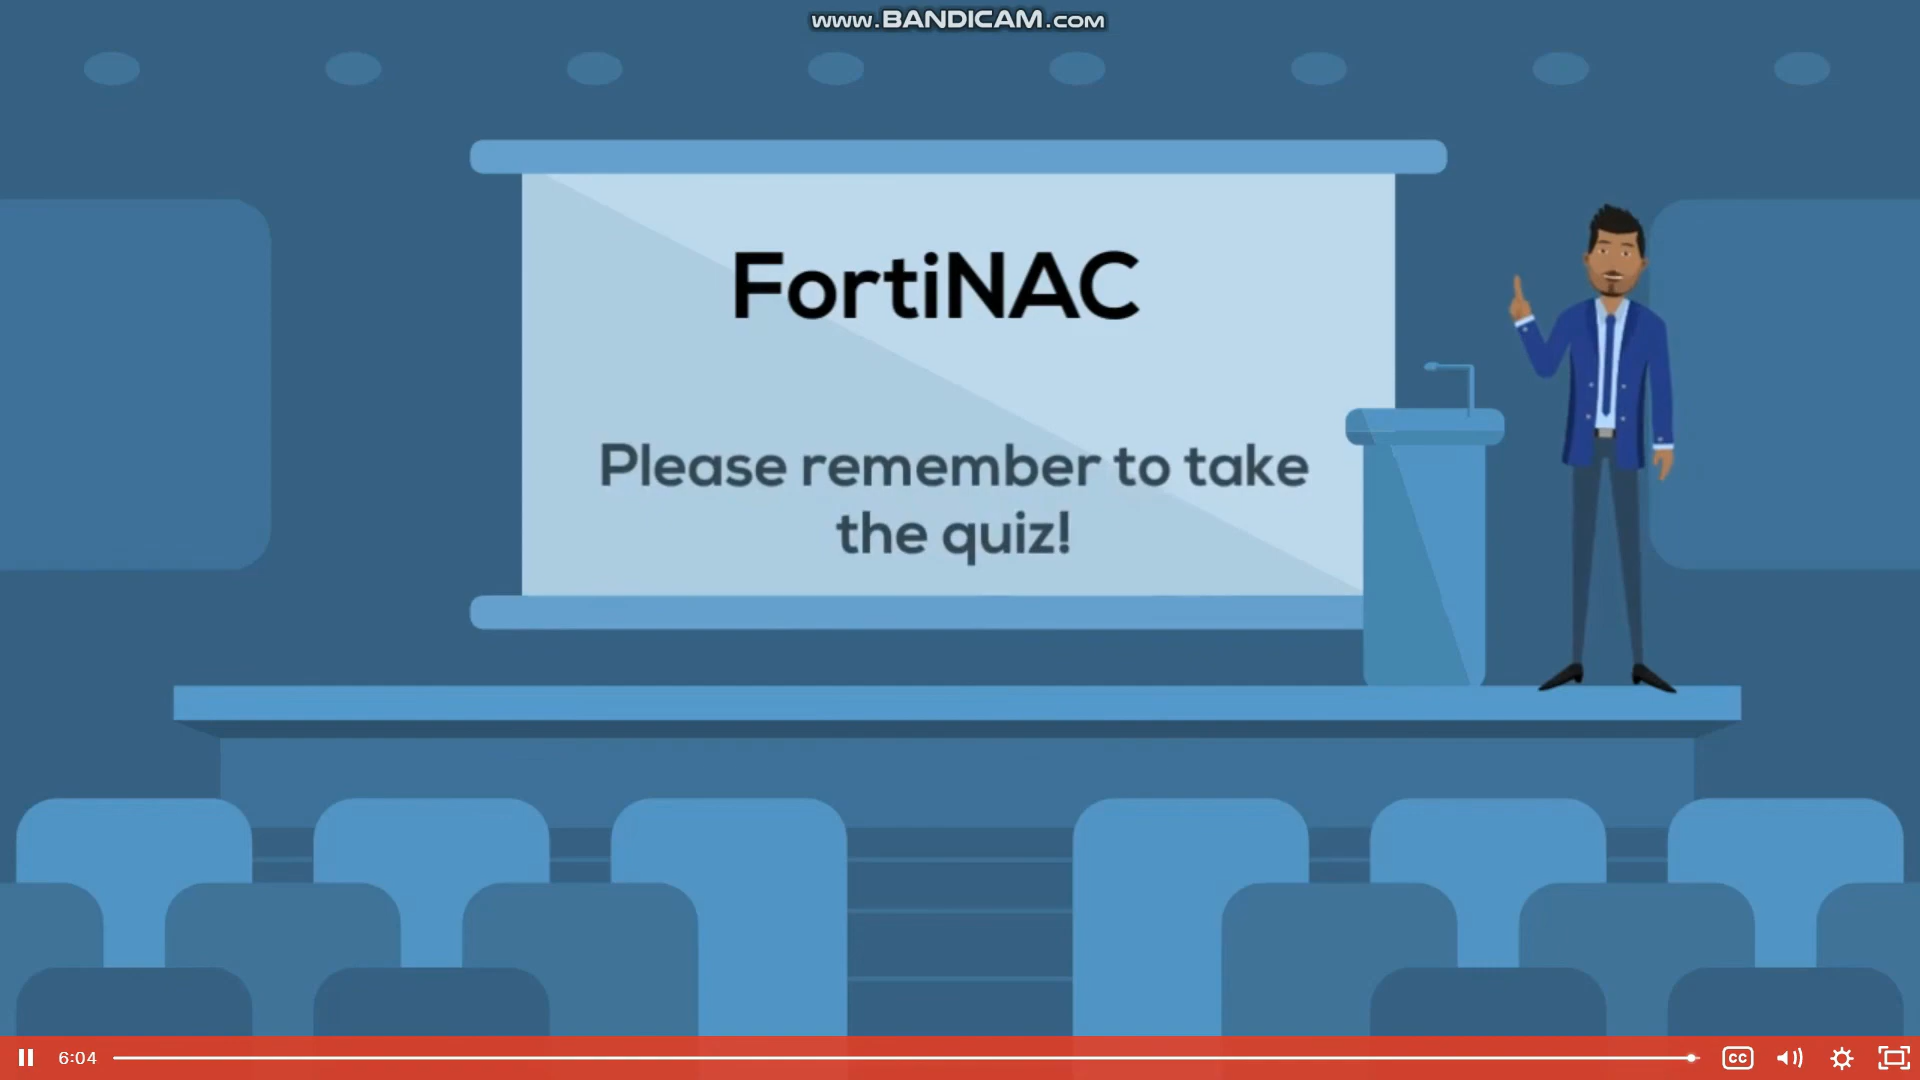 www.BANDICAM.com
FortiNAC
Please remember to take
the quiz!
6:04
CC